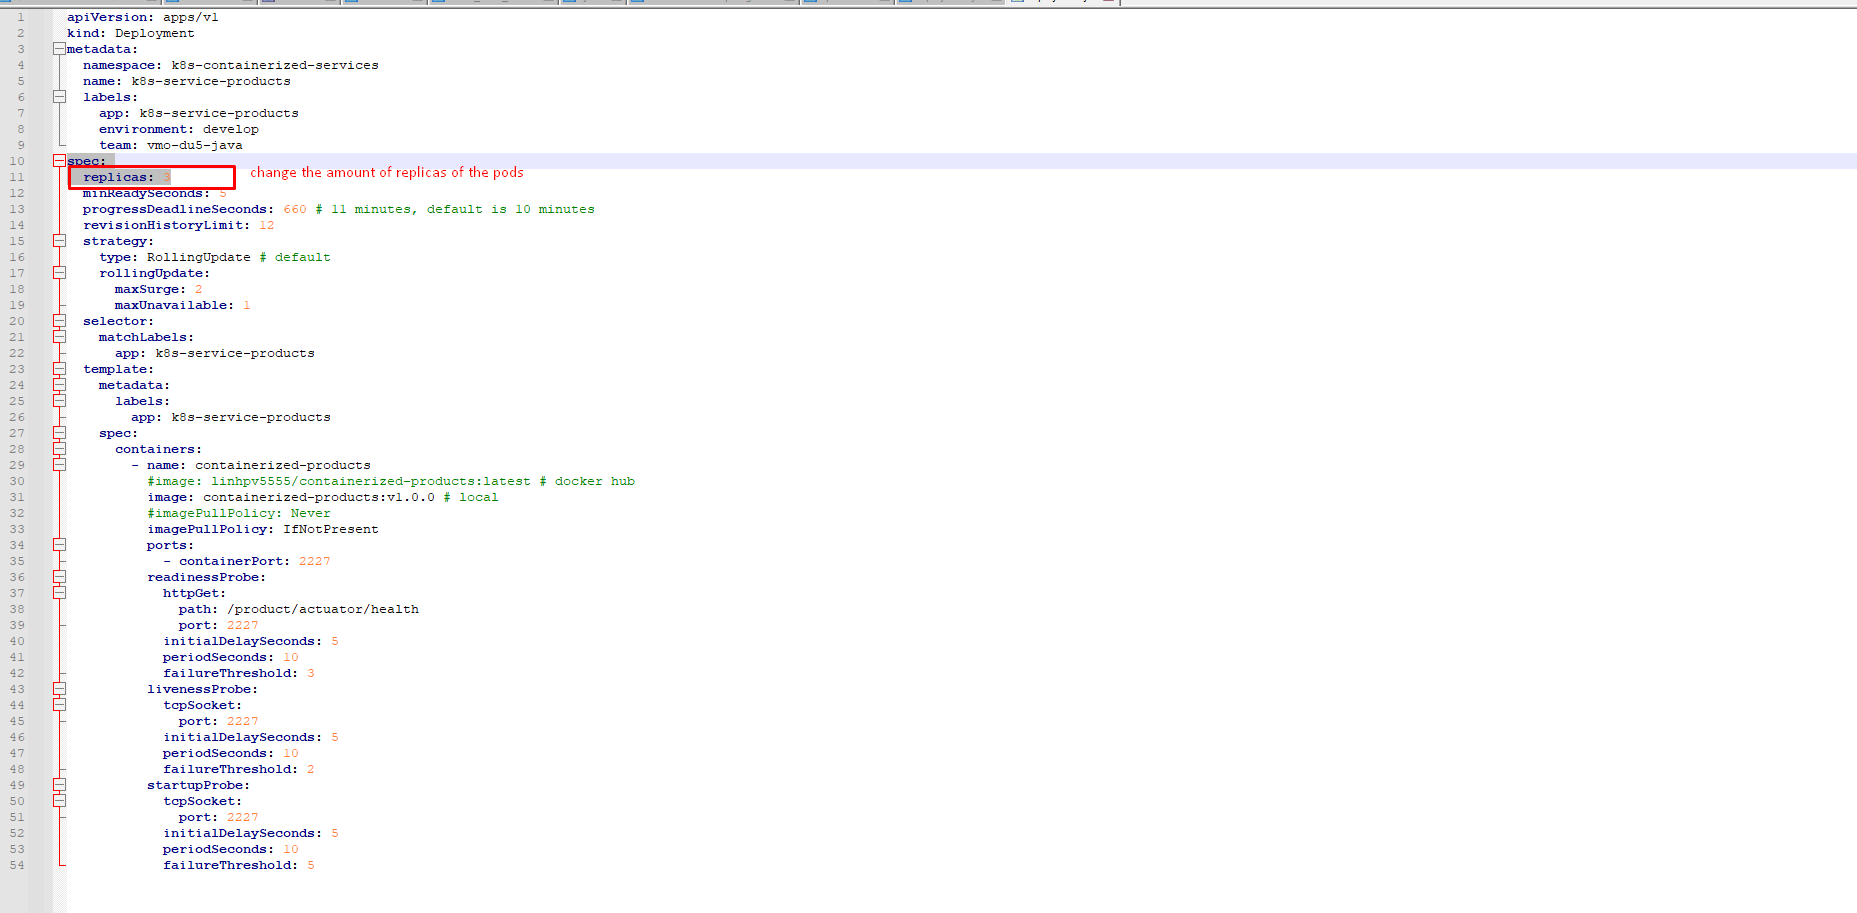 1 apiVersion: apps/v1
2 kind: Deployment
3 metadata:
4 namespace: k8s-containerized-services
5 name: k8s-service-products
6 labels:
7 app: k8s-service-products
8 environment: develop
9 team: vmo-du5-java
10 spec:
11 replicas: 3 change the amount of replicas of the pods
12 minReadySeconds: 5
13 progressDeadlineSeconds: 660 # 11 minutes, default is 10 minutes
14 revisionHistoryLimit: 12
15 strategy:
16 type: RollingUpdate # default
17 rollingUpdate:
18 maxSurge: 2
19 maxUnavailable: 1
20 selector:
21 matchLabels:
22 app: k8s-service-products
23 template:
24 metadata:
25 labels:
26 app: k8s-service-products
27 spec:
28 containers:
29 - name: containerized-products
30 #image: linhpv5555/containerized-products:latest # docker hub
31 image: containerized-products:v1.0.0 # local
32 #imagePullPolicy: Never
33 imagePullPolicy: IfNotPresent
34 ports:
35 - containerPort: 2227
36 readinessProbe:
37 httpGet:
38 path: /product/actuator/health
39 port: 2227
40 initialDelaySeconds: 5
41 periodSeconds: 10
42 failureThreshold: 3
43 livenessProbe:
44 tcpSocket:
45 port: 2227
46 initialDelaySeconds: 5
47 periodSeconds: 10
48 failureThreshold: 2
49 startupProbe:
50 tcpSocket:
51 port: 2227
52 initialDelaySeconds: 5
53 periodSeconds: 10
54 failureThreshold: 5